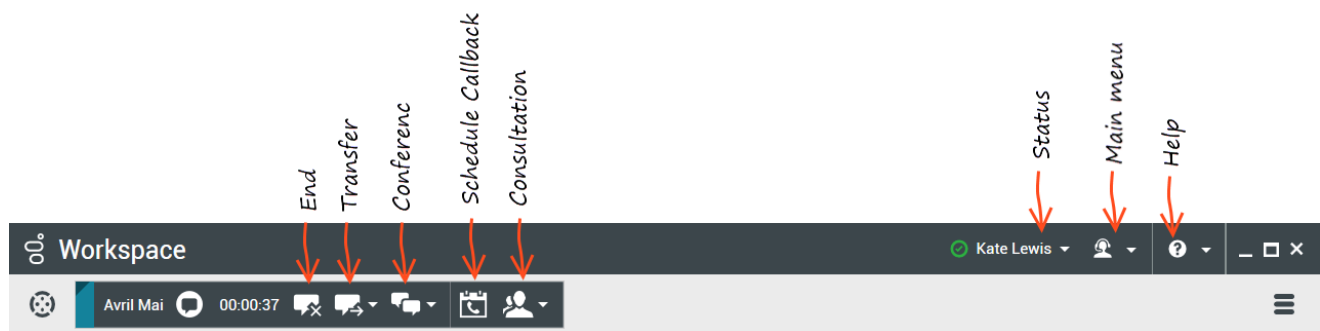 End
Transfer
Conferenc
Schedule Callback
Consultation
Status
Main menu
Help
Workspace
Kate Lewis
Avril Mai 00:00:37